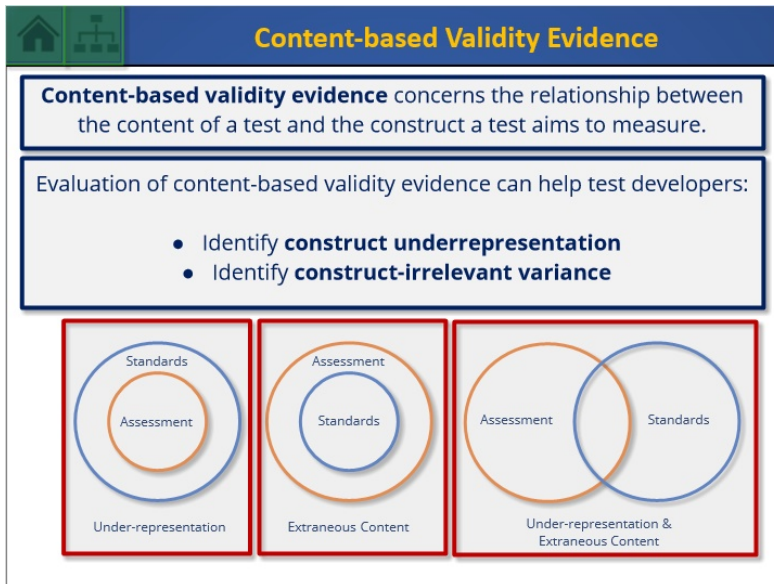 Content-based Validity Evidence
Content-based validity evidence concerns the relationship between
the content of a test and the construct a test aims to measure.
Evaluation of content-based validity evidence can help test developers:
● Identify construct underrepresentation
● Identify construct-irrelevant variance
Standards
Assessment
Under-representation
Assessment
Standards
Extraneous Content
Assessment
Standards
Under-representation &
Extraneous Content